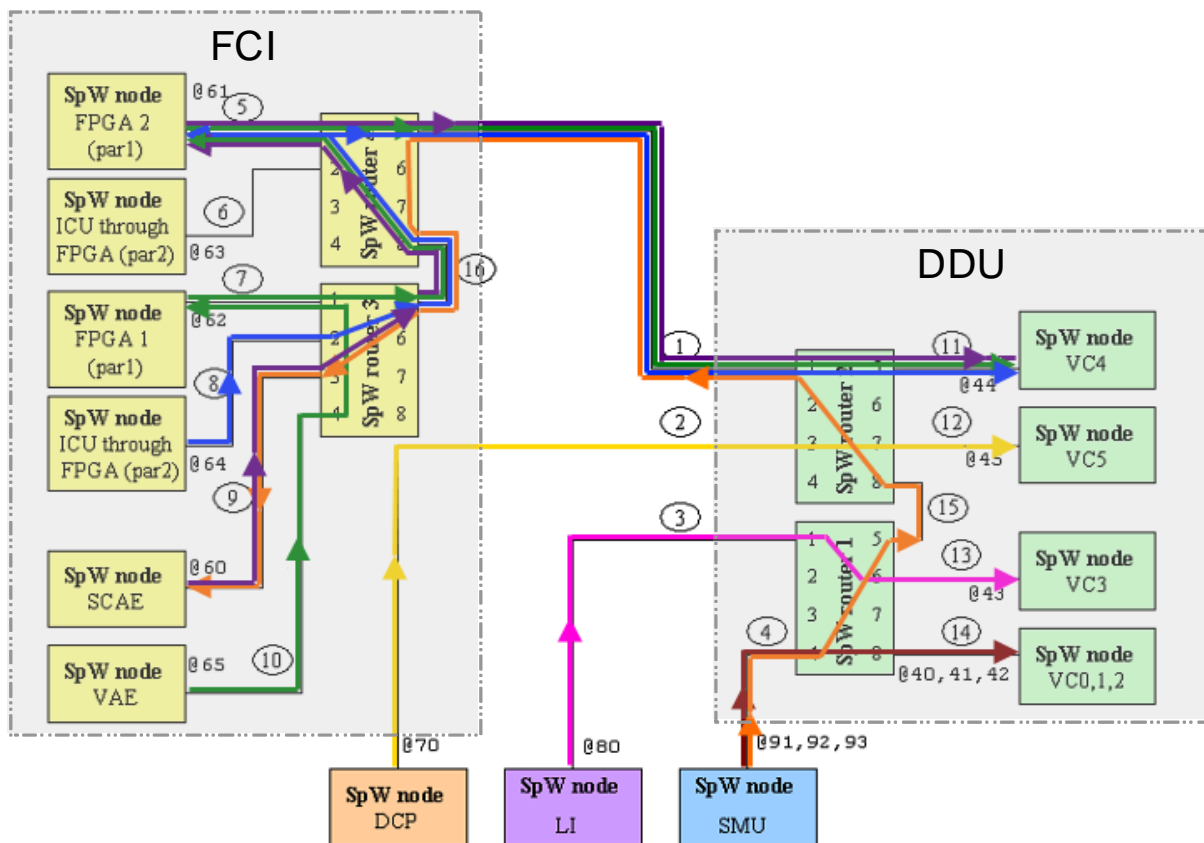 FCI
SpW node
FPGA 2
(par1)
@61
5
SpW node
ICU through
FPGA (par2)
@63
6
SpW node
FPGA 1
(par1)
@62
7
SpW node
ICU through
FPGA (par2)
@64
8
9
SpW node
SCAE
@60
SpW node
VAE
@65
10
2
3
4
SpW router 4
6
7
8
16
1
2
3
4
SpW router 3
6
7
8
DDU
1
2
3
4
11
SpW node
VC4
@44
2
3
4
SpW router 2
6
7
8
12
SpW node
VC5
@45
15
1
2
3
4
SpW router 1
5
6
7
8
13
SpW node
VC3
@43
14
SpW node
VC0,1,2
@40,41,42
@70
@80
@91,92,93
SpW node
DCP
SpW node
LI
SpW node
SMU